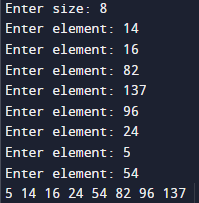 Enter size: 8
Enter element: 14
Enter element: 16
Enter element: 82
Enter element: 137
Enter element: 96
Enter element: 24
Enter element: 5
Enter element: 54
5 14 16 24 54 82 96 137